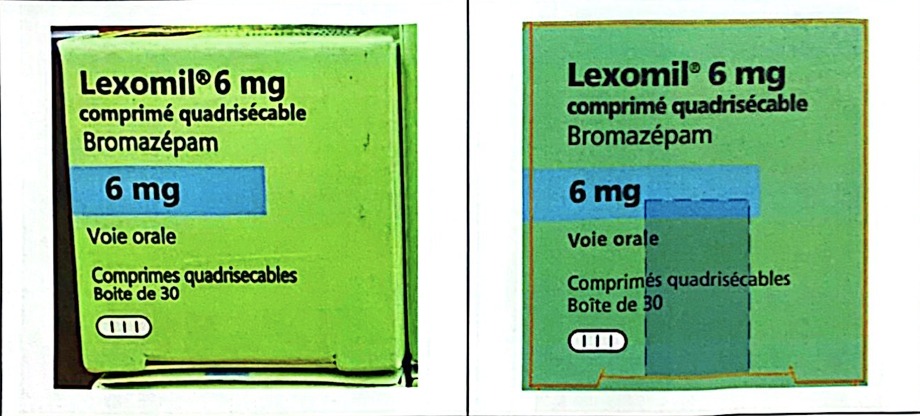 Lexomil® 6 mg
comprimé quadrisécable
Bromazépam
6 mg
Voie orale
Comprimes quadrisecables
Boite de 30
Lexomil® 6 mg
comprimé quadrisécable
Bromazépam
6 mg
Voie orale
Comprimés quadrisécables
Boîte de 30